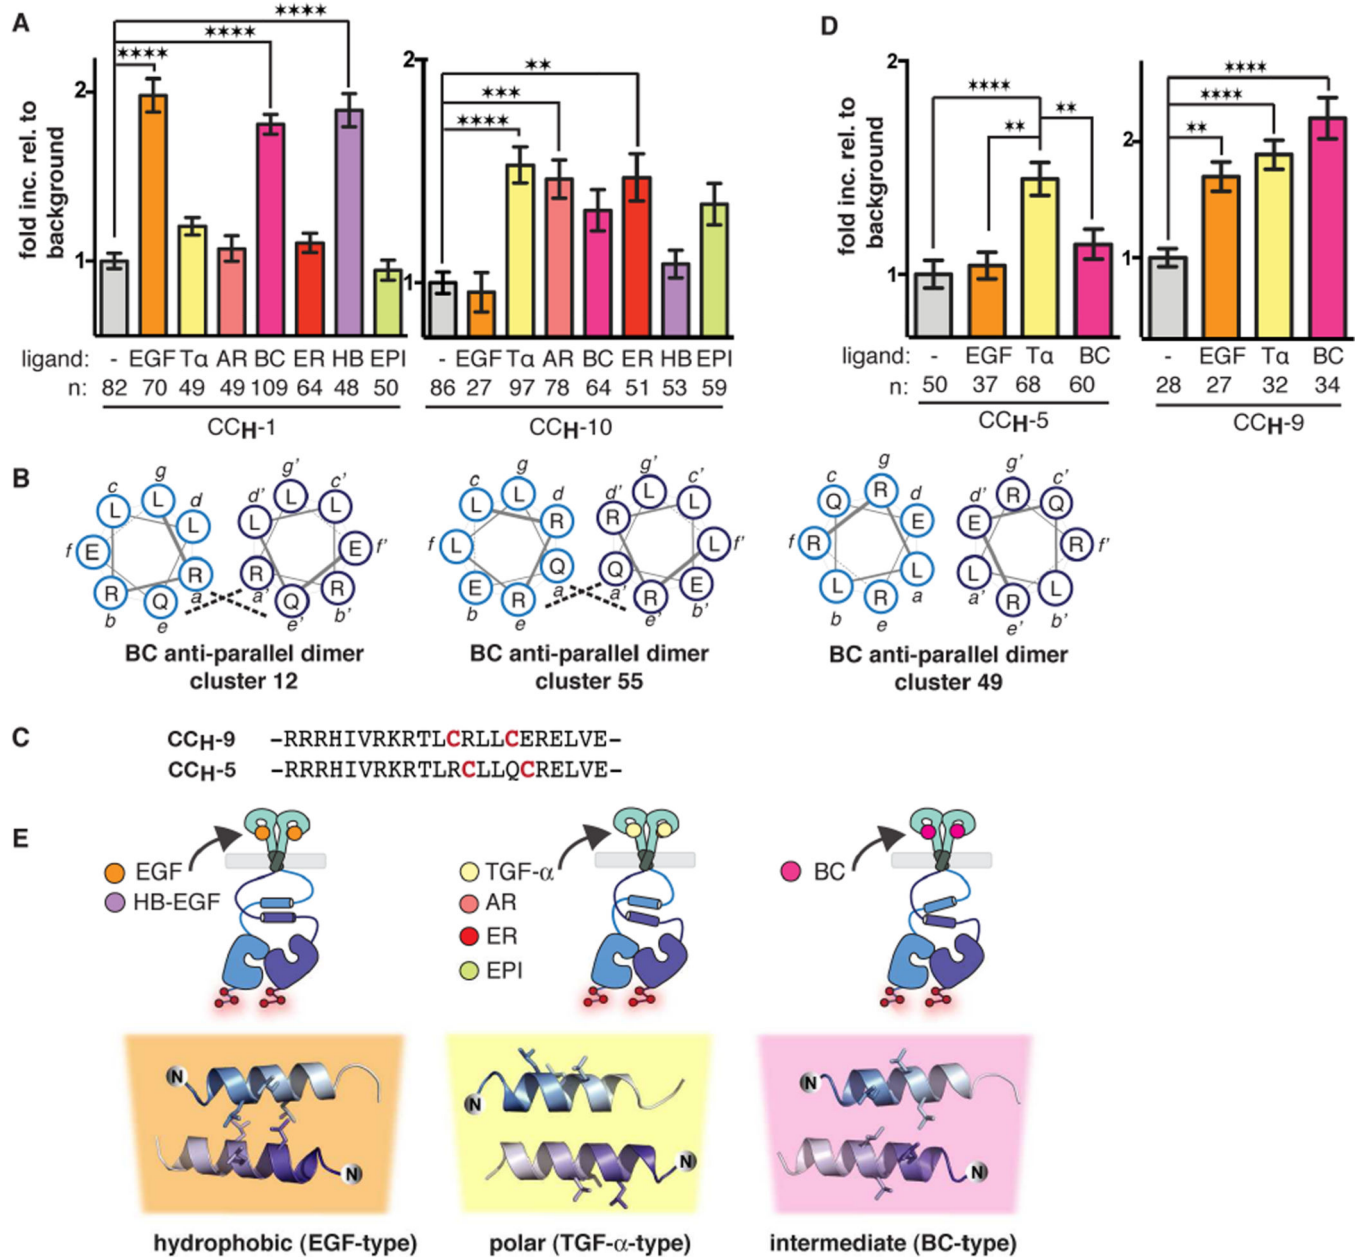 A
fold inc. rel. to
background
2
1
**** **** ****
ligand: - EGF Tα AR BC ER HB EPI
n: 82 70 49 49 109 64 48 50
CCH-1
2
1
** *** ****
- EGF Tα AR BC ER HB EPI
86 27 97 78 64 51 53 59
CCH-10
D
fold inc. rel. to
background
2
1
**** ** **
ligand: - EGF Tα BC
n: 50 37 68 60
CCH-5
2
1
**** **** **
- EGF Tα BC
28 27 32 34
CCH-9
B
c g d L L L f E R a R Q b e
g' c' d' L L L E f' R a' Q R e' b'
BC anti-parallel dimer
cluster 12
c g d L L R f L Q a E R b e
g' c' d' L L R L f' Q a' R E e' b'
BC anti-parallel dimer
cluster 55
c g d Q R E f R L a L R b e
g' c' d' R Q E R f' L a' R L e' b'
BC anti-parallel dimer
cluster 49
C
CCH-9 -RRRHIVRKRTLCRLLCERELVE-
CCH-5 -RRRHIVRKRTLRCLLQCRELVE-
E
EGF
HB-EGF
TGF-α
AR
ER
EPI
BC
N
N
hydrophobic (EGF-type)
N
N
polar (TGF-α-type)
N
N
intermediate (BC-type)